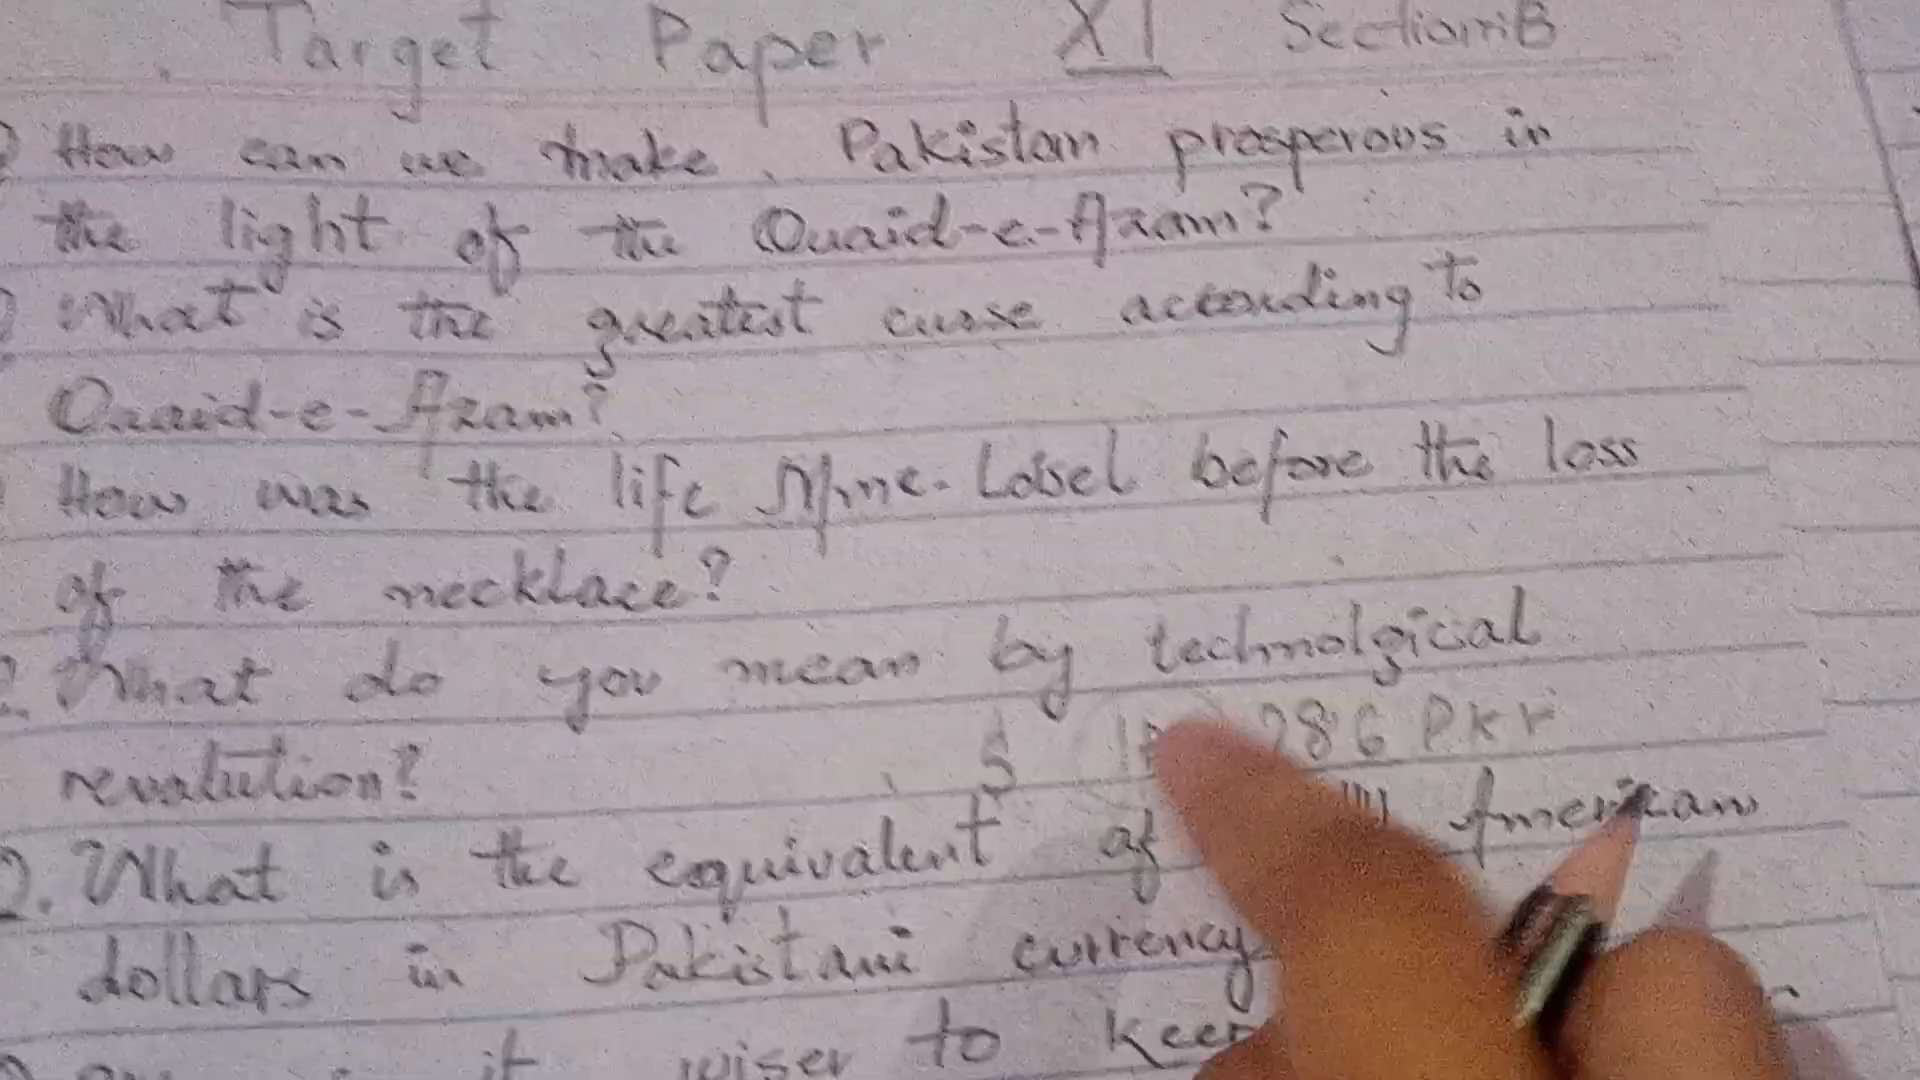 Target Paper XI Section:B
How can we make Pakistan prosperous in
the light of the Quaid-e-Azam?
What is the greatest curse according to
Quaid-e-Azam?
How was the life Mme. Loisel before the loss
of the necklace?
What do you mean by technolgical
revalution?
$ 286 PKR
Q. What is the equivalent of American
dollars in Pakistani currency
it wiser to keep